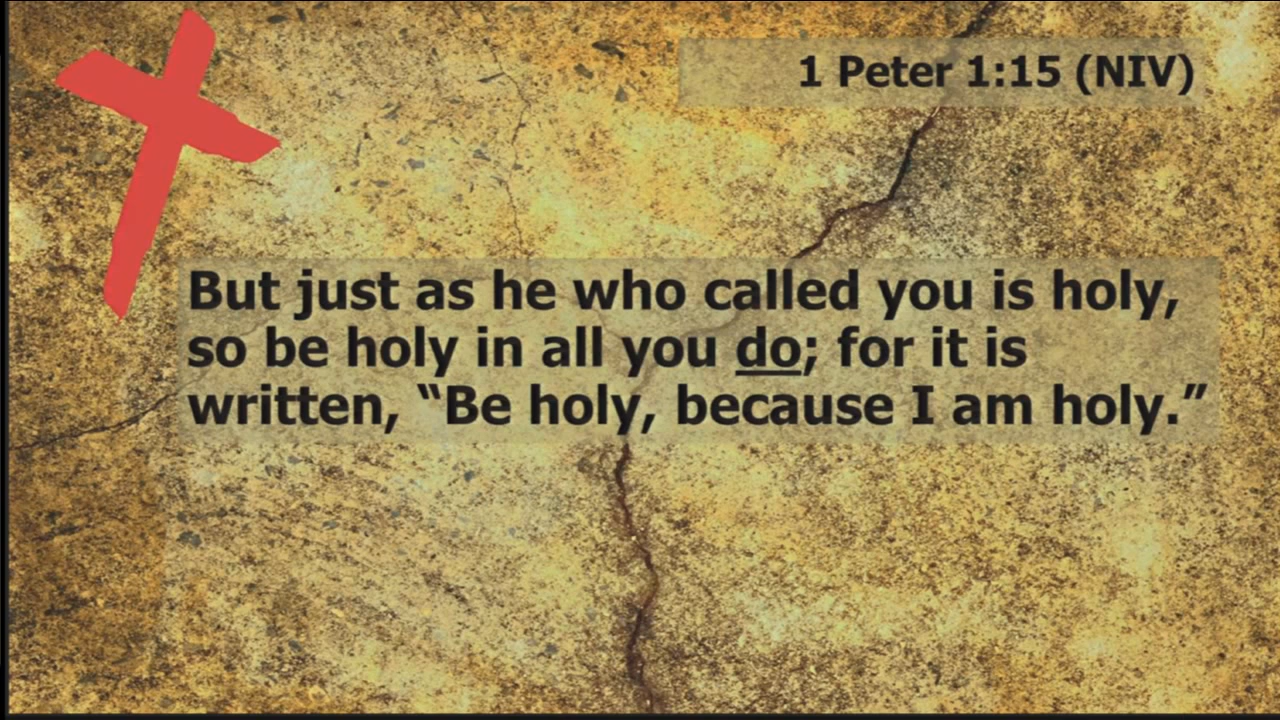 1 Peter 1:15 (NIV)
But just as he who called you is holy,
so be holy in all you do; for it is
written, “Be holy, because I am holy.”